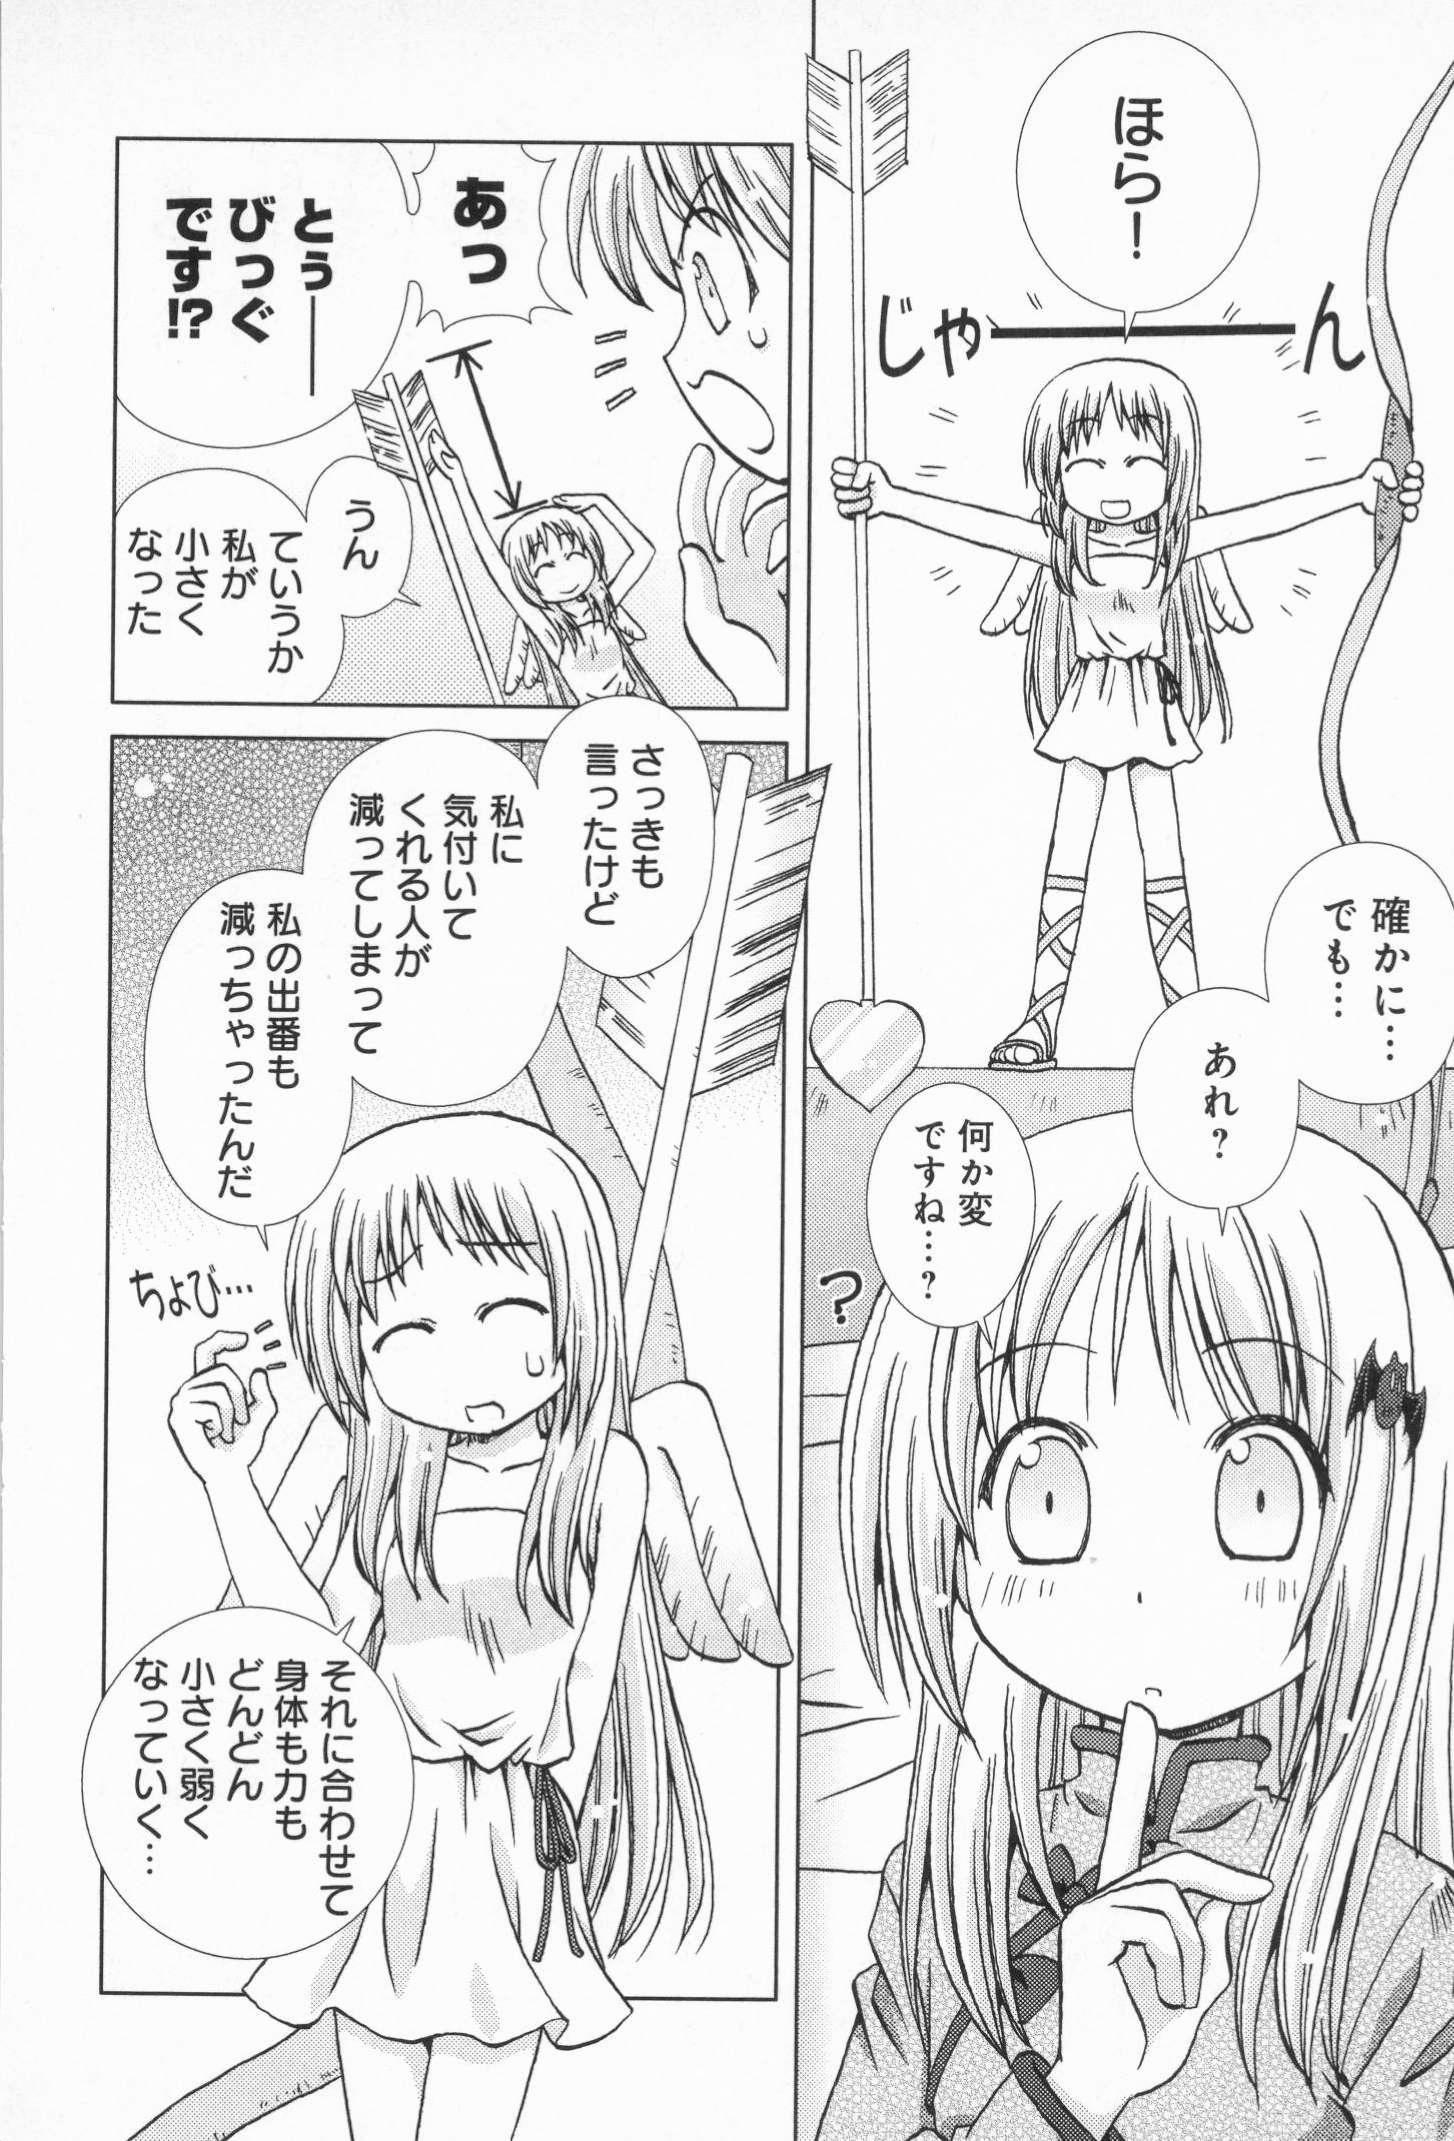 ほら！
じゃーん
確かに…
でも…
あれ？
何か変
ですね…？
？
あっ
とぅー
びっぐ
です!?
うん
ていうか
私が
小さく
なった
さっきも
言ったけど
私に
気付いて
くれる人が
減ってしまって
私の出番も
減っちゃったんだ
ちょび…
それに合わせて
身体も力も
どんどん
小さく弱く
なっていく…